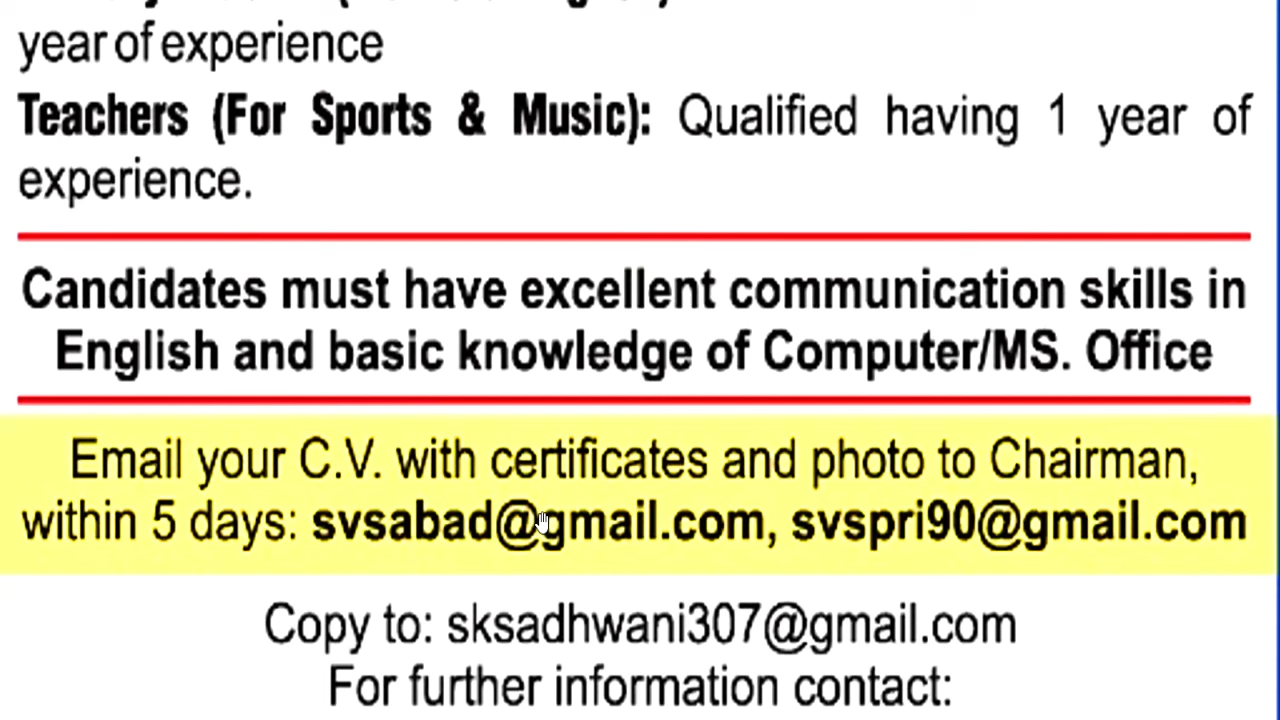 year of experience
Teachers (For Sports & Music): Qualified having 1 year of
experience.
Candidates must have excellent communication skills in
English and basic knowledge of Computer/MS. Office
Email your C.V. with certificates and photo to Chairman,
within 5 days: svsabad@gmail.com, svspri90@gmail.com
Copy to: sksadhwani307@gmail.com
For further information contact: